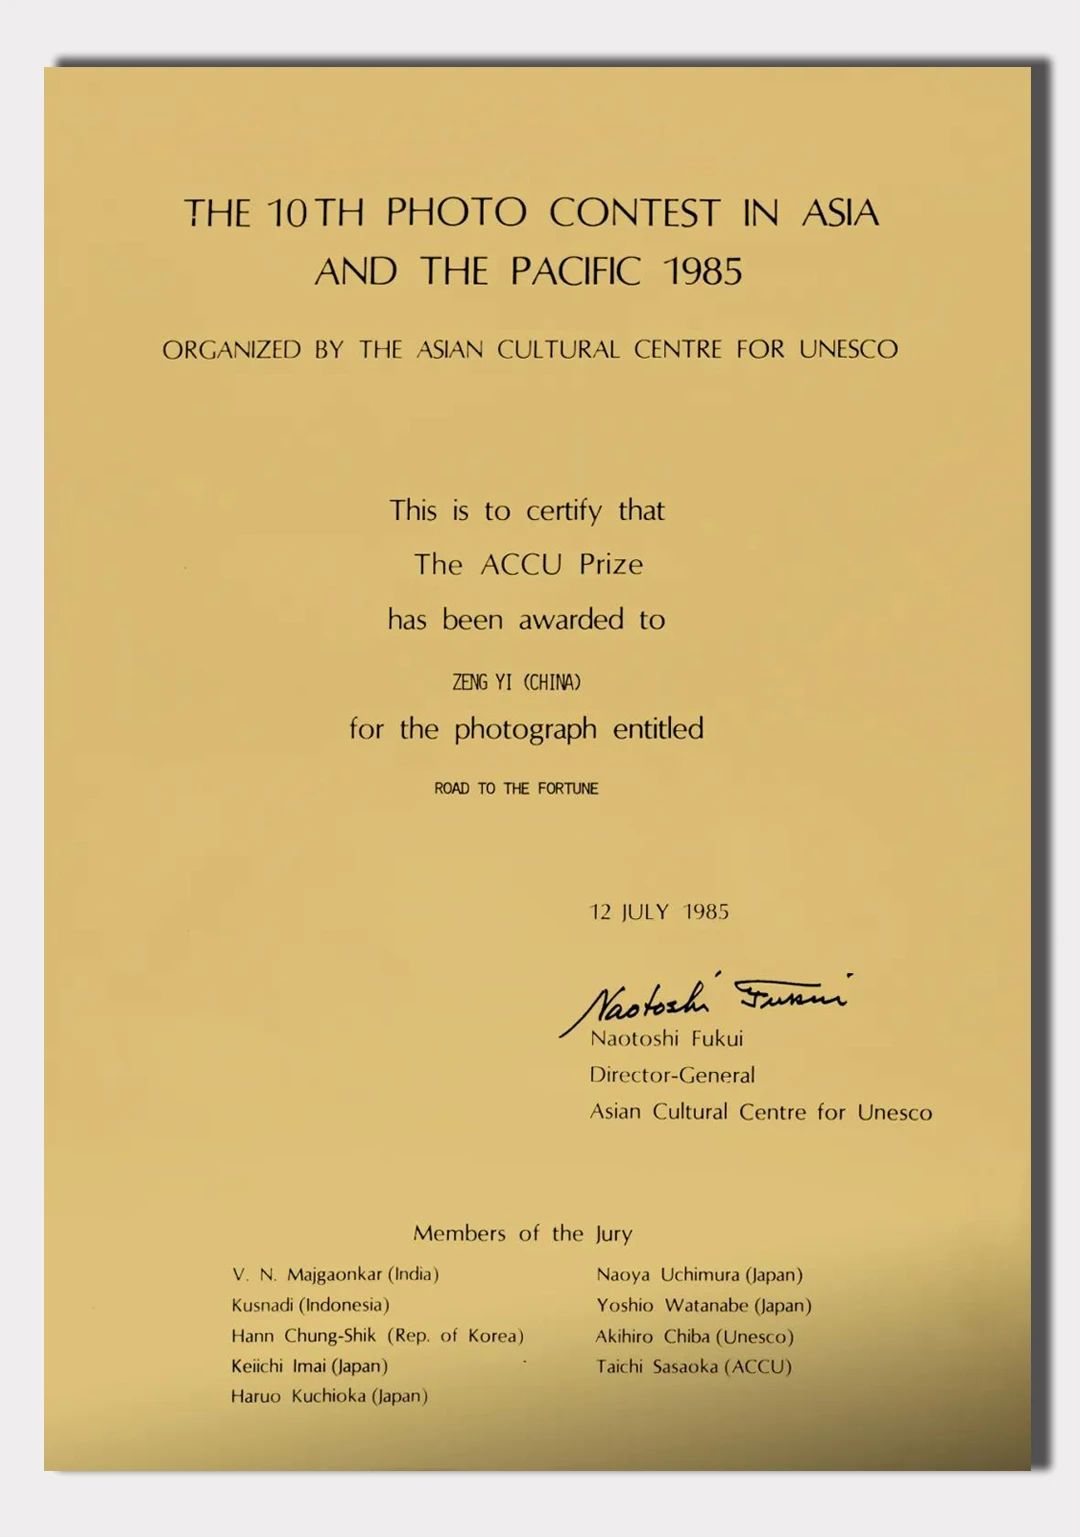 THE 10TH PHOTO CONTEST IN ASIA
AND THE PACIFIC 1985
ORGANIZED BY THE ASIAN CULTURAL CENTRE FOR UNESCO
This is to certify that
The ACCU Prize
has been awarded to
ZENG YI (CHINA)
for the photograph entitled
ROAD TO THE FORTUNE
12 JULY 1985
Naotoshi Fukui
Naotoshi Fukui
Director-General
Asian Cultural Centre for Unesco
Members of the Jury
V. N. Majgaonkar (India)
Kusnadi (Indonesia)
Hann Chung-Shik (Rep. of Korea)
Keiichi Imai (Japan)
Haruo Kuchioka (Japan)
Naoya Uchimura (Japan)
Yoshio Watanabe (Japan)
Akihiro Chiba (Unesco)
Taichi Sasaoka (ACCU)